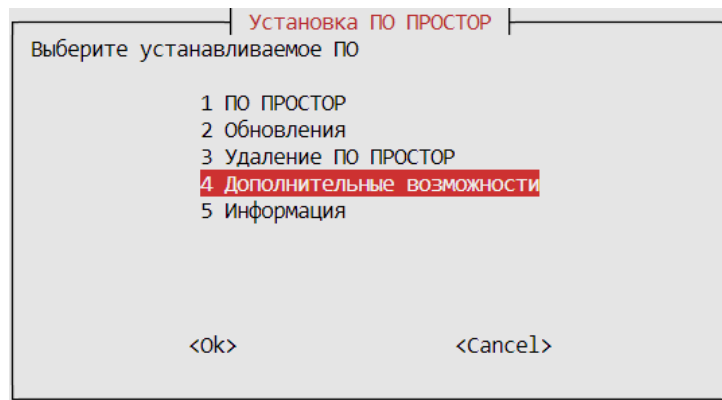 Установка ПО ПРОСТОР
Выберите устанавливаемое ПО
1 ПО ПРОСТОР
2 Обновления
3 Удаление ПО ПРОСТОР
4 Дополнительные возможности
5 Информация
<Ok> <Cancel>